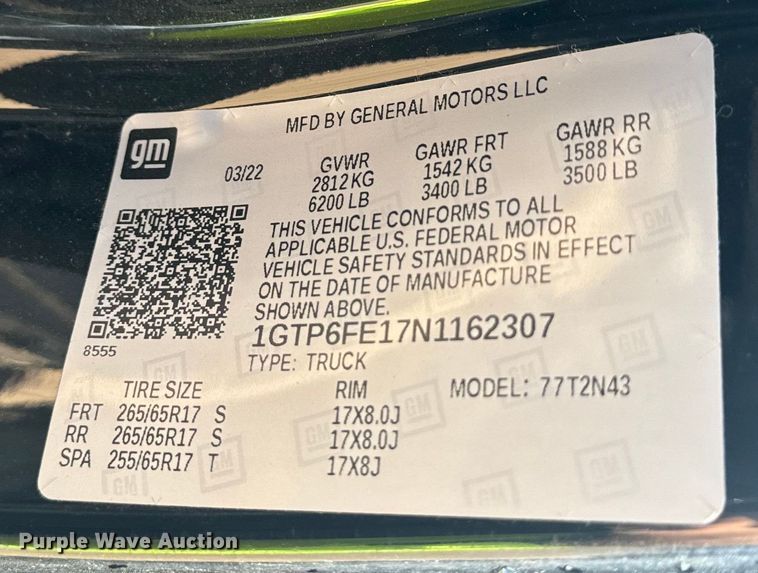 MFD BY GENERAL MOTORS LLC
gm
03/22 GVWR GAWR FRT GAWR RR
2812 KG 1542 KG 1588 KG
6200 LB 3400 LB 3500 LB
THIS VEHICLE CONFORMS TO ALL
APPLICABLE U.S. FEDERAL MOTOR
VEHICLE SAFETY STANDARDS IN EFFECT
ON THE DATE OF MANUFACTURE
SHOWN ABOVE.
8555
1GTP6FE17N1162307
TYPE: TRUCK
TIRE SIZE RIM MODEL: 77T2N43
FRT 265/65R17 S 17X8.0J
RR 265/65R17 S 17X8.0J
SPA 255/65R17 T 17X8J
Purple Wave Auction